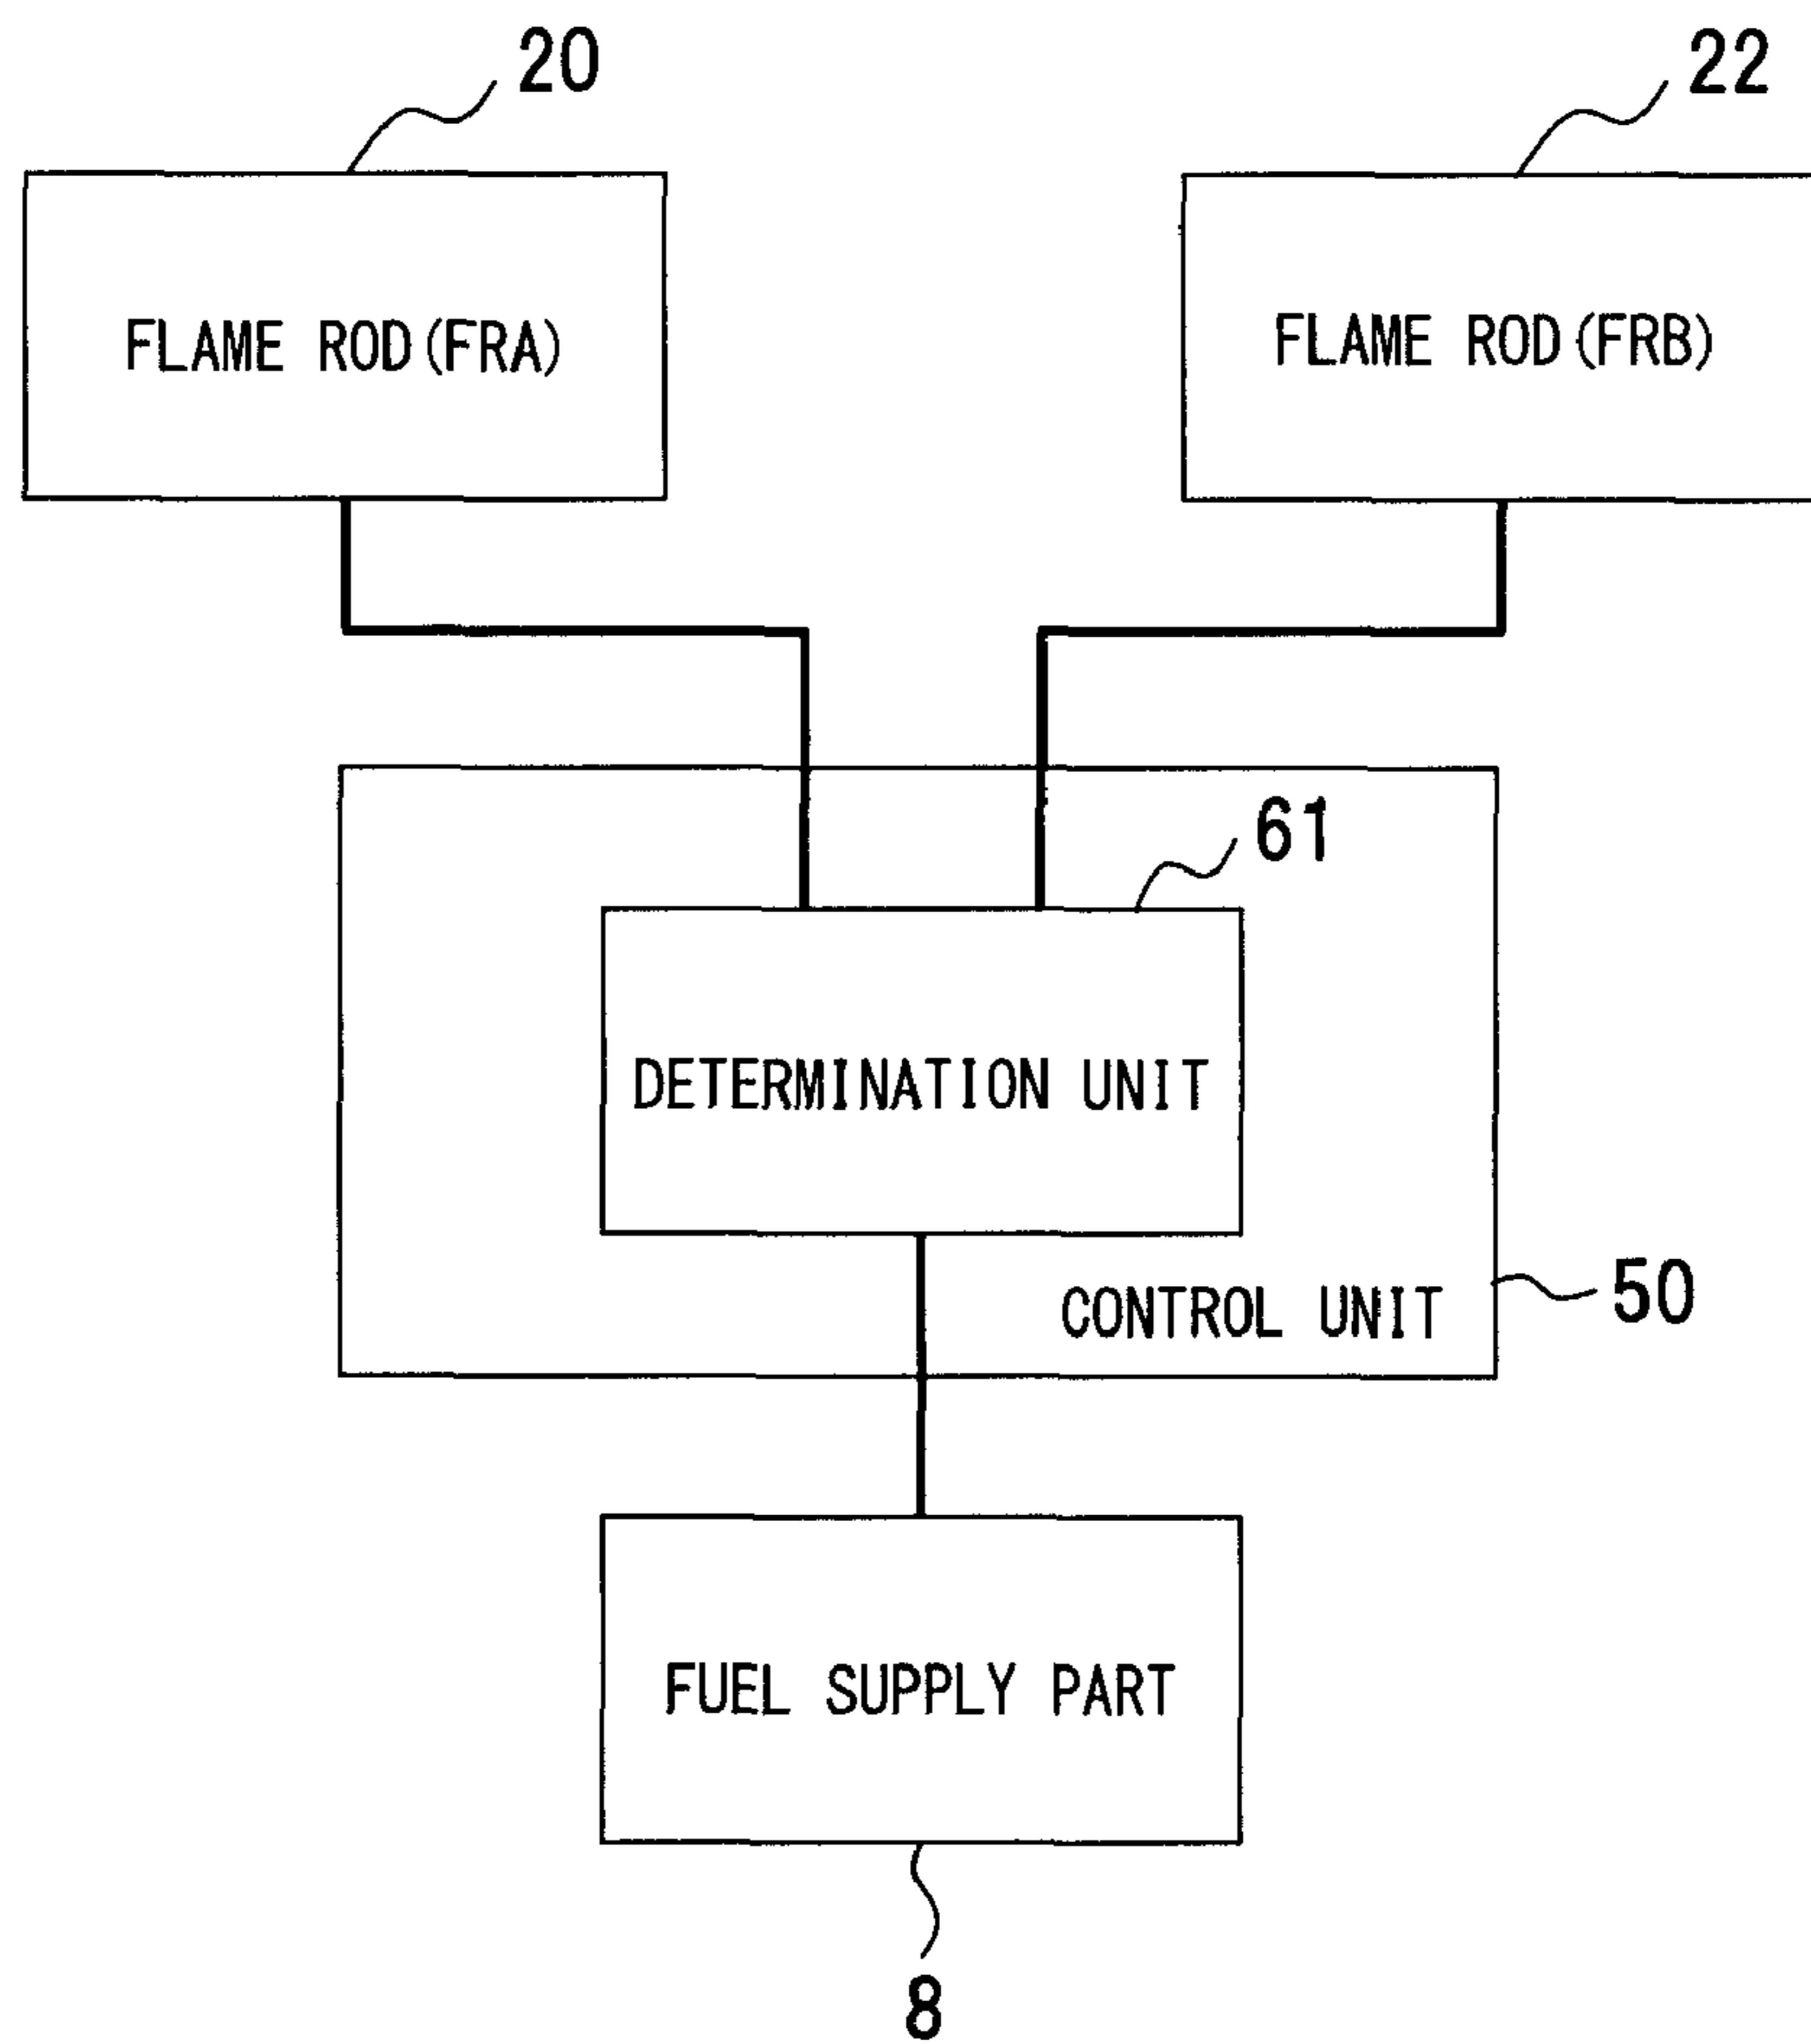 20
22
FLAME ROD(FRA)
FLAME ROD(FRB)
61
DETERMINATION UNIT
CONTROL UNIT
50
FUEL SUPPLY PART
8